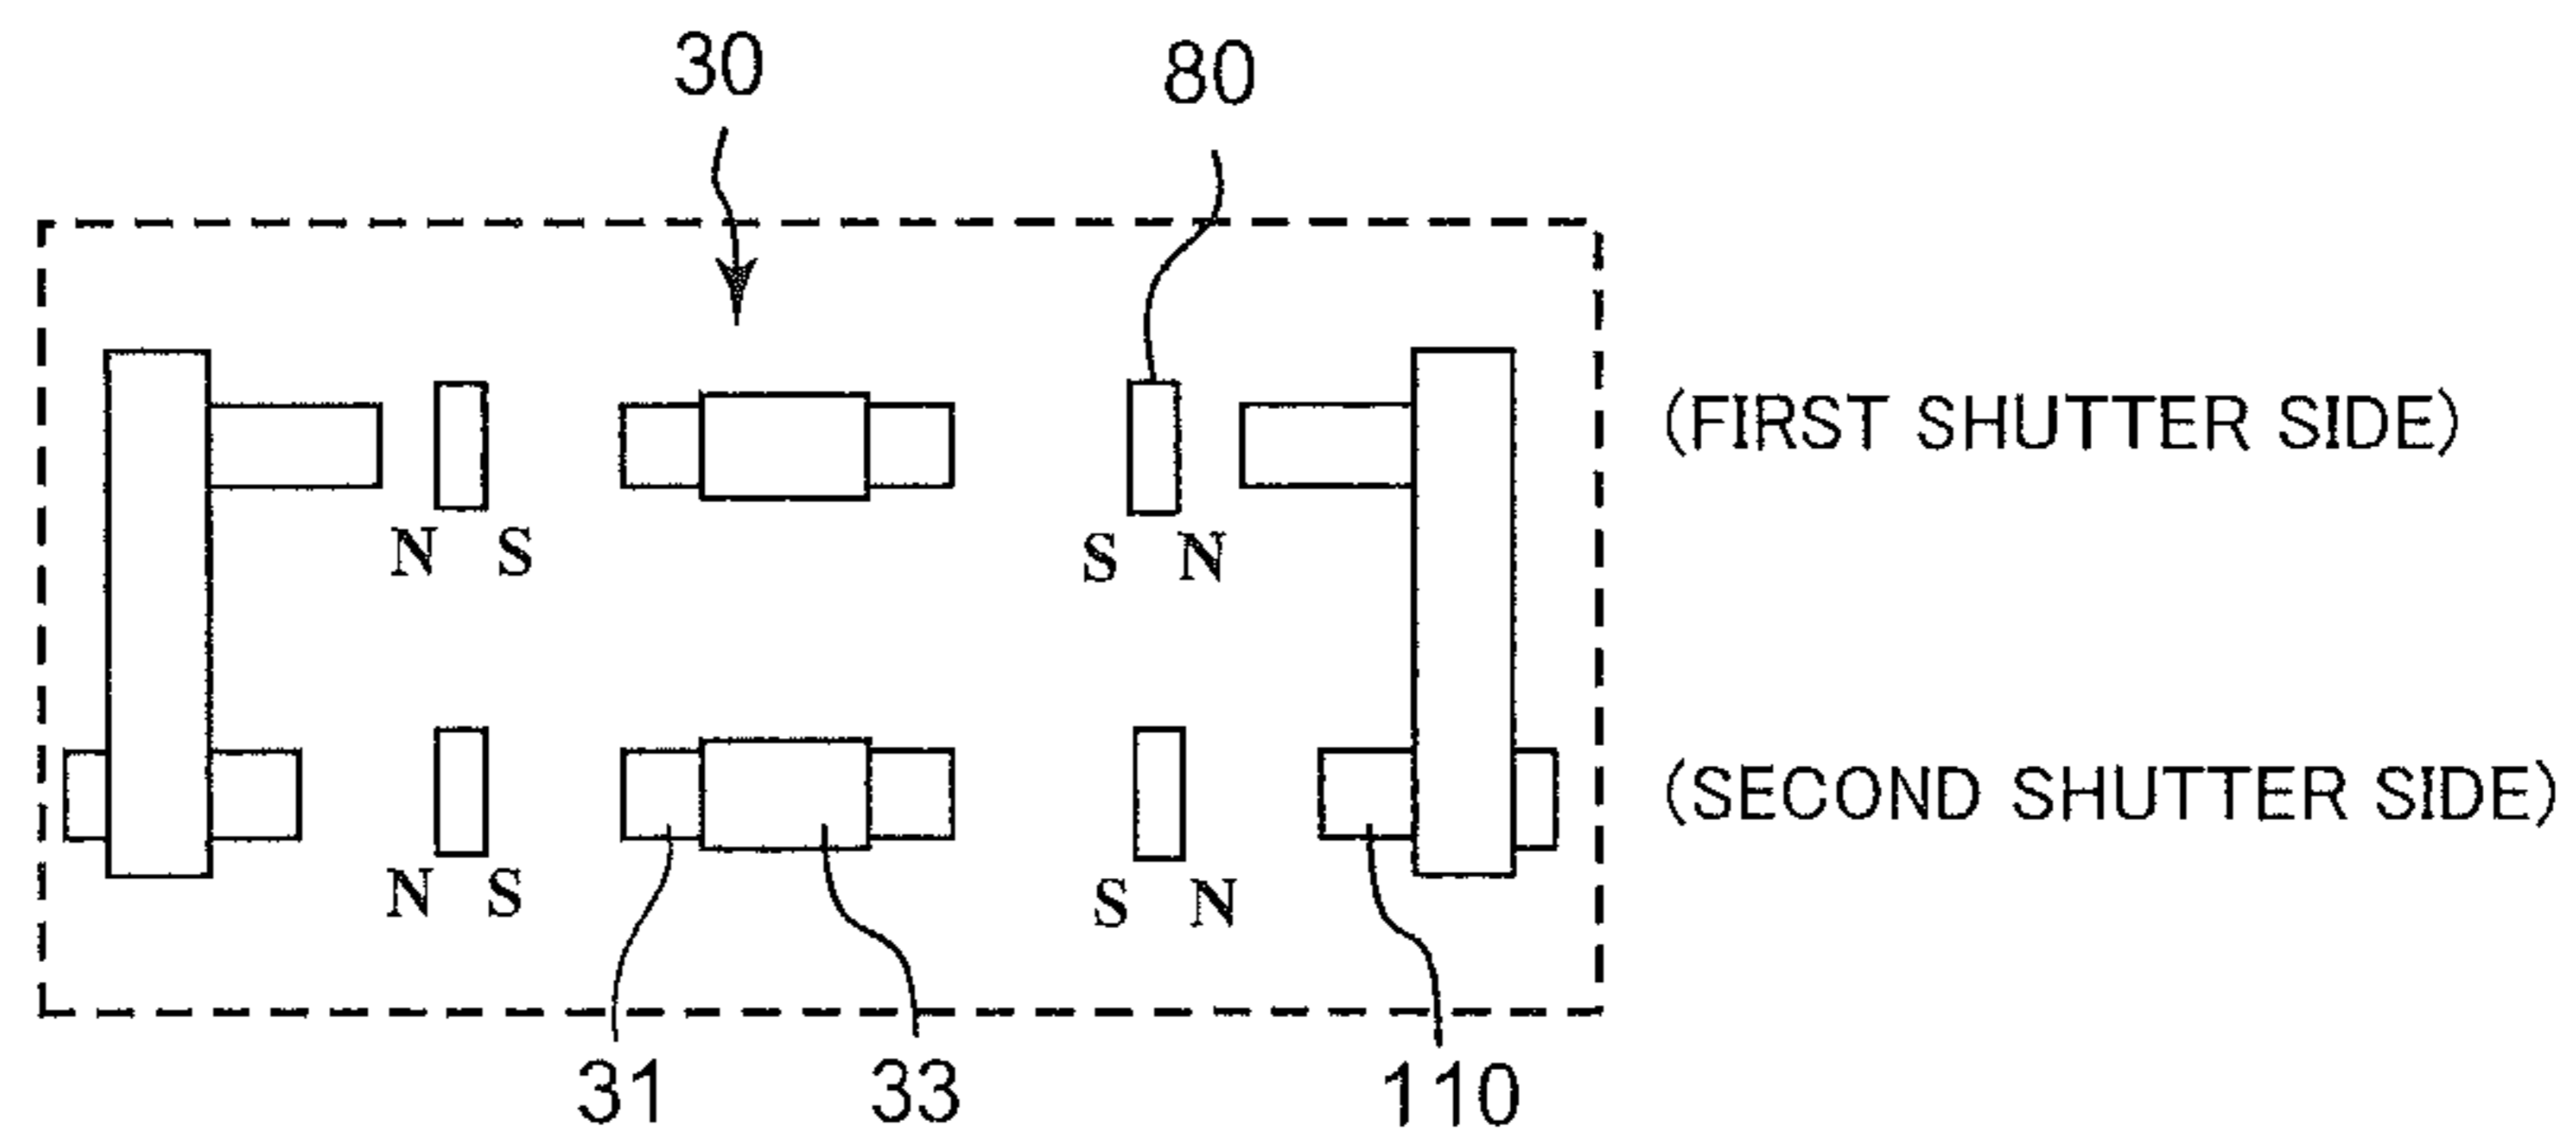 30 80
(FIRST SHUTTER SIDE)
N S S N
(SECOND SHUTTER SIDE)
N S S N
31 33 110